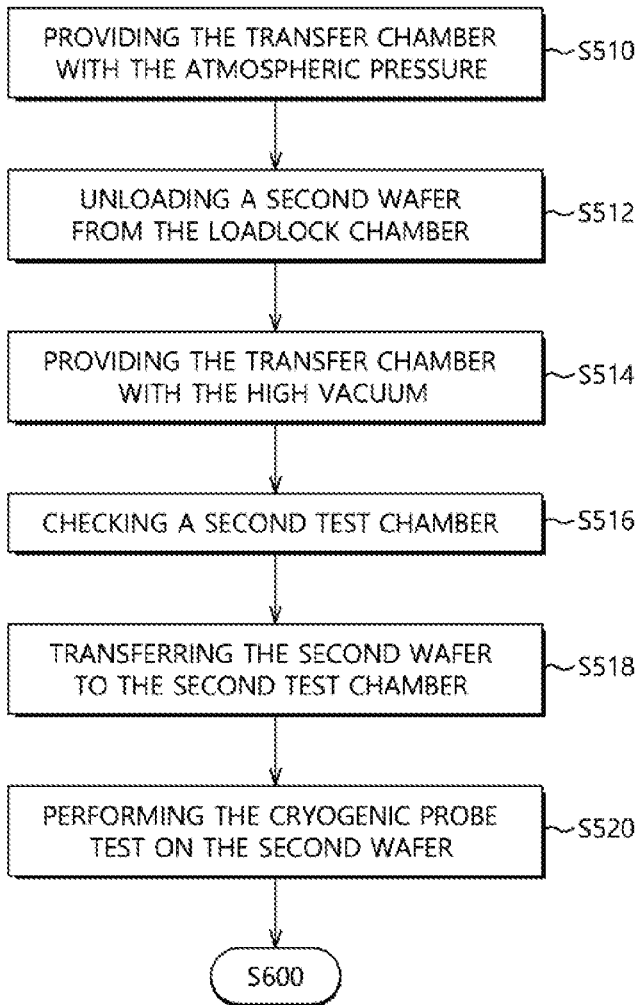 PROVIDING THE TRANSFER CHAMBER
WITH THE ATMOSPHERIC PRESSURE
S510
UNLOADING A SECOND WAFER
FROM THE LOADLOCK CHAMBER
S512
PROVIDING THE TRANSFER CHAMBER
WITH THE HIGH VACUUM
S514
CHECKING A SECOND TEST CHAMBER
S516
TRANSFERRING THE SECOND WAFER
TO THE SECOND TEST CHAMBER
S518
PERFORMING THE CRYOGENIC PROBE
TEST ON THE SECOND WAFER
S520
S600